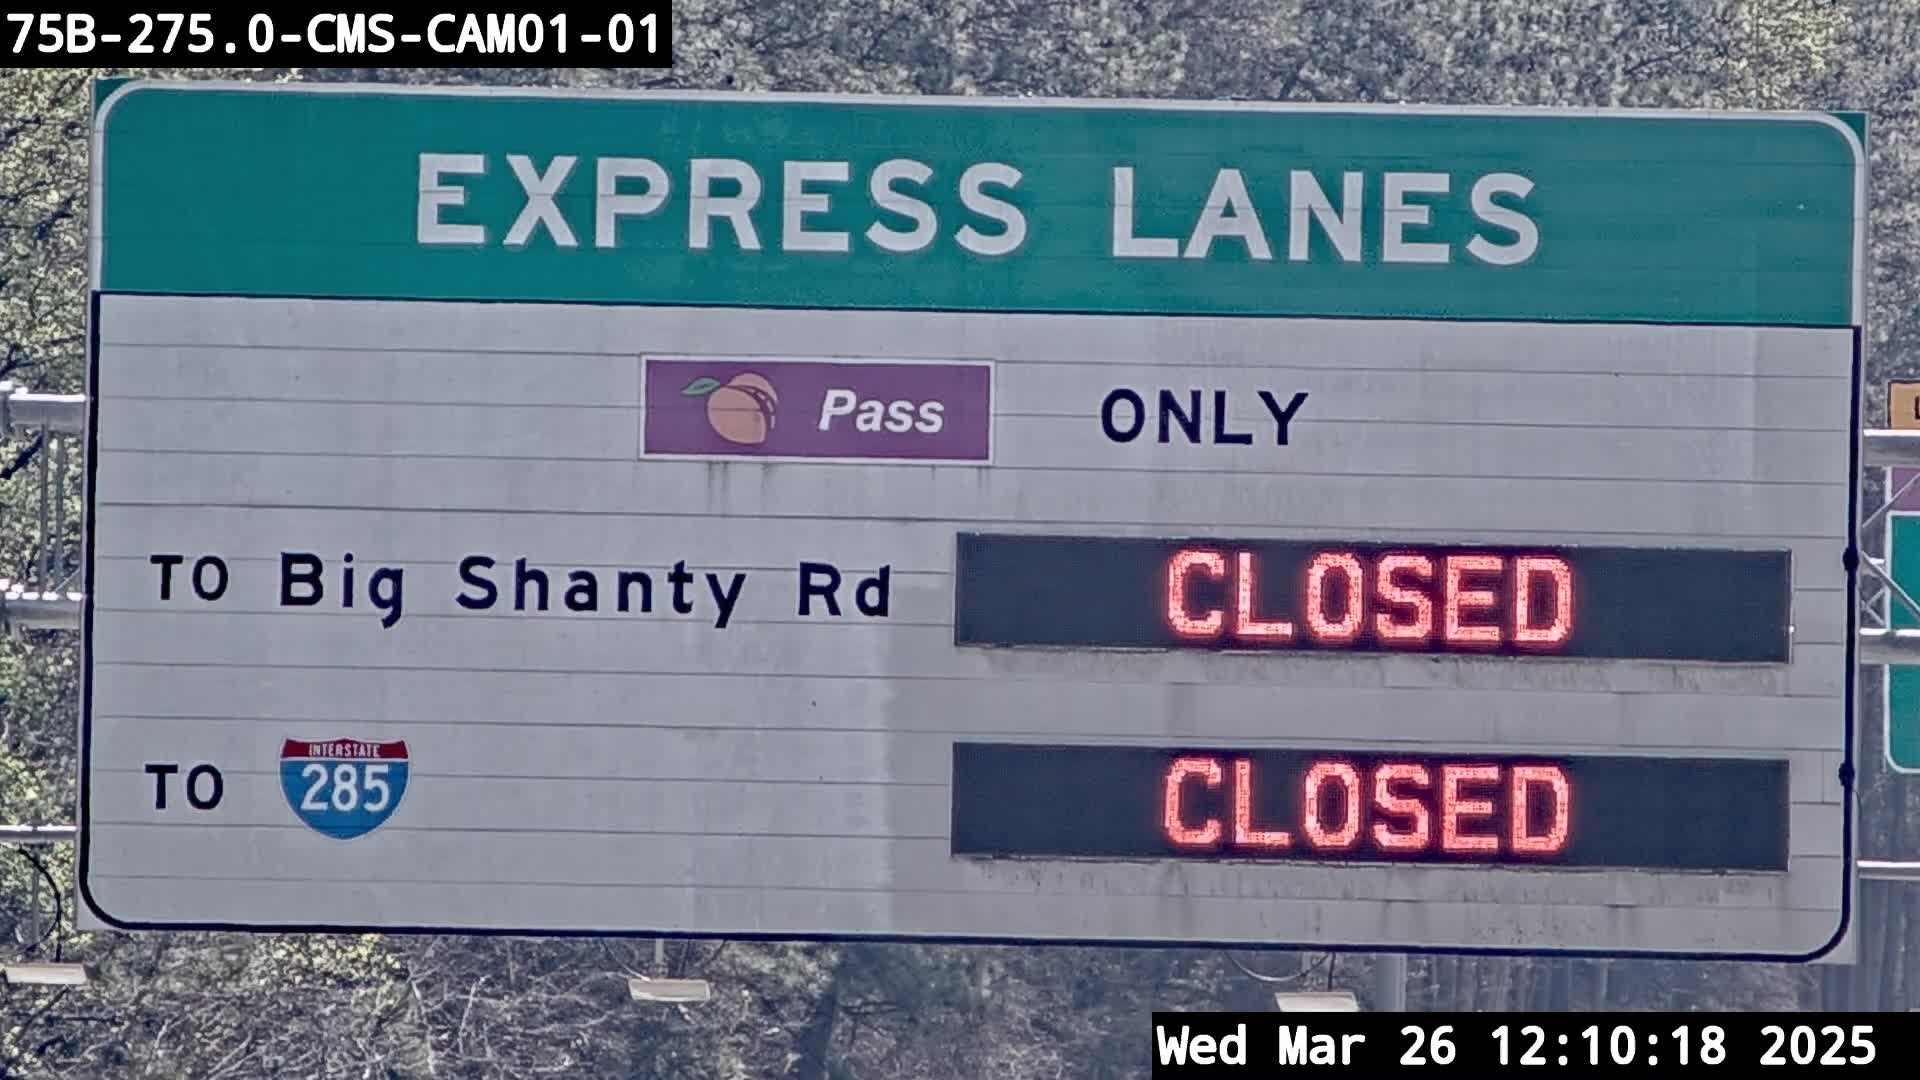 75B-275.0-CMS-CAM01-01
EXPRESS LANES
Pass ONLY
TO Big Shanty Rd CLOSED
TO INTERSTATE 285 CLOSED
Wed Mar 26 12:10:18 2025